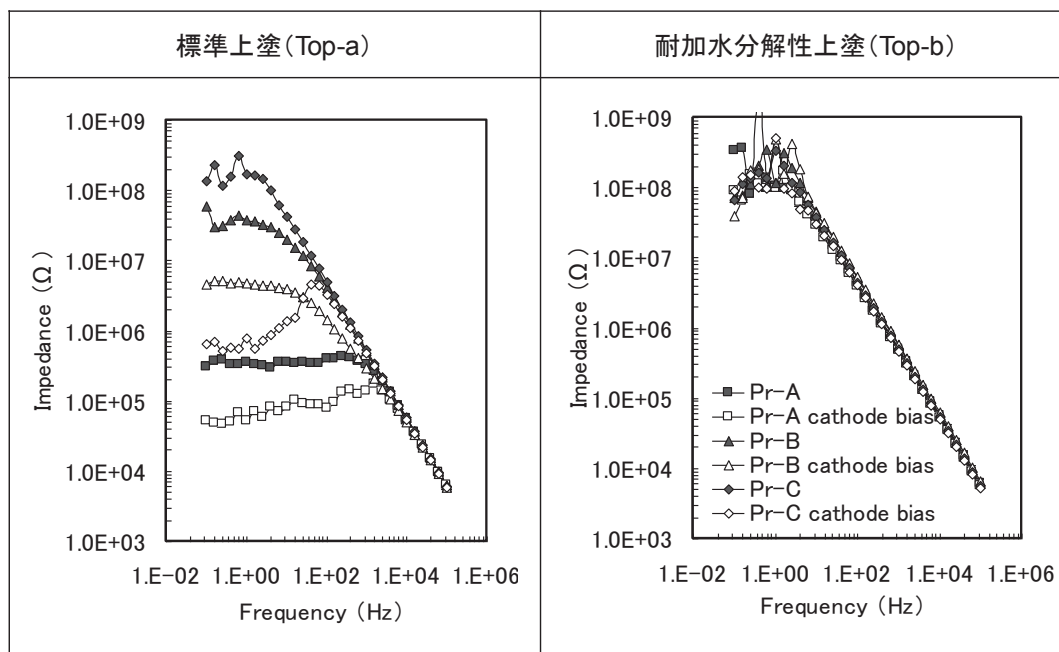 標準上塗(Top-a)
耐加水分解性上塗(Top-b)
1.0E+09
1.0E+08
1.0E+07
1.0E+06
1.0E+05
1.0E+04
1.0E+03
Impedance (Ω)
1.E-02 1.E+00 1.E+02 1.E+04 1.E+06
Frequency (Hz)
1.0E+09
1.0E+08
1.0E+07
1.0E+06
1.0E+05
1.0E+04
1.0E+03
Impedance (Ω)
Pr-A
Pr-A cathode bias
Pr-B
Pr-B cathode bias
Pr-C
Pr-C cathode bias
1.E-02 1.E+00 1.E+02 1.E+04 1.E+06
Frequency (Hz)